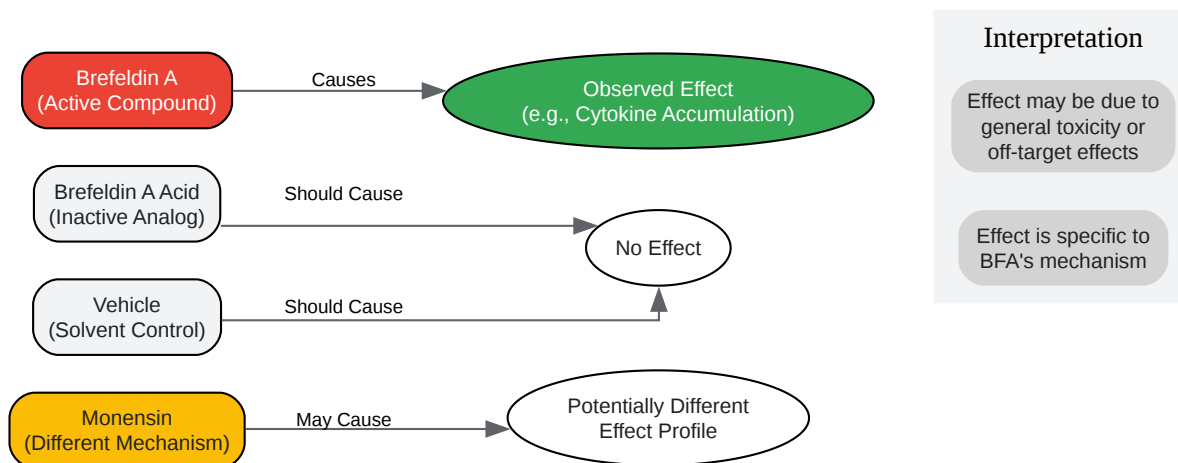 Brefeldin A
(Active Compound)
Causes
Observed Effect
(e.g., Cytokine Accumulation)
Brefeldin A Acid
(Inactive Analog)
Should Cause
No Effect
Vehicle
(Solvent Control)
Should Cause
Monensin
(Different Mechanism)
May Cause
Potentially Different
Effect Profile
Interpretation
Effect may be due to
general toxicity or
off-target effects
Effect is specific to
BFA's mechanism